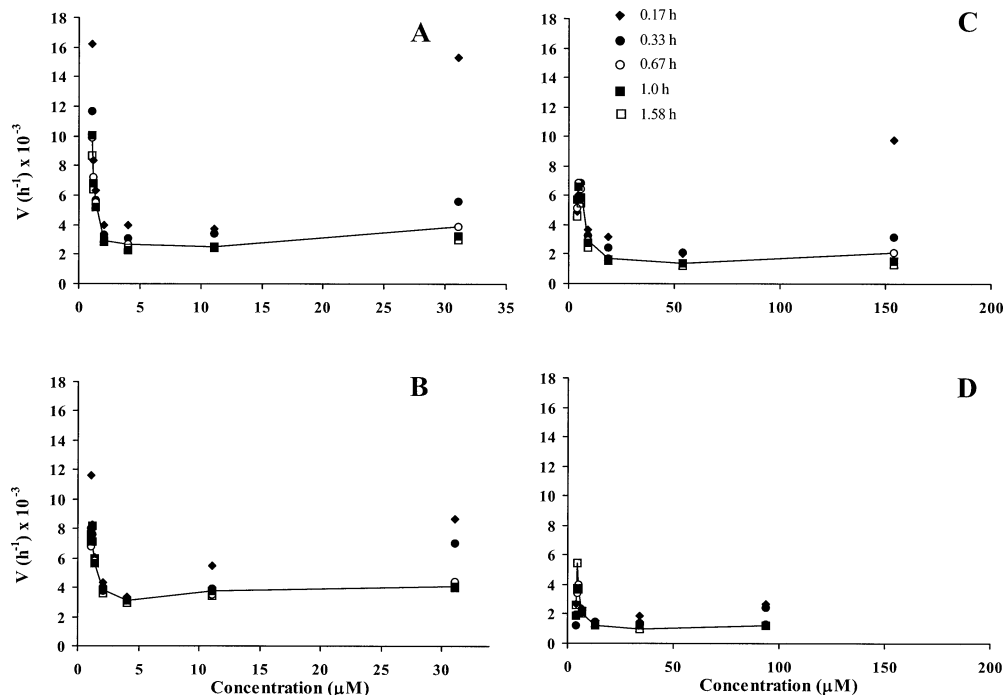 A
18
16
14
12
10
8
6
4
2
0
V (h⁻¹) x 10⁻³
0 5 10 15 20 25 30 35
C
◆ 0.17 h
● 0.33 h
○ 0.67 h
■ 1.0 h
□ 1.58 h
18
16
14
12
10
8
6
4
2
0
0 50 100 150 200
B
18
16
14
12
10
8
6
4
2
0
V (h⁻¹) x 10⁻³
0 5 10 15 20 25 30
Concentration (μM)
D
18
16
14
12
10
8
6
4
2
0
0 50 100 150 200
Concentration (μM)